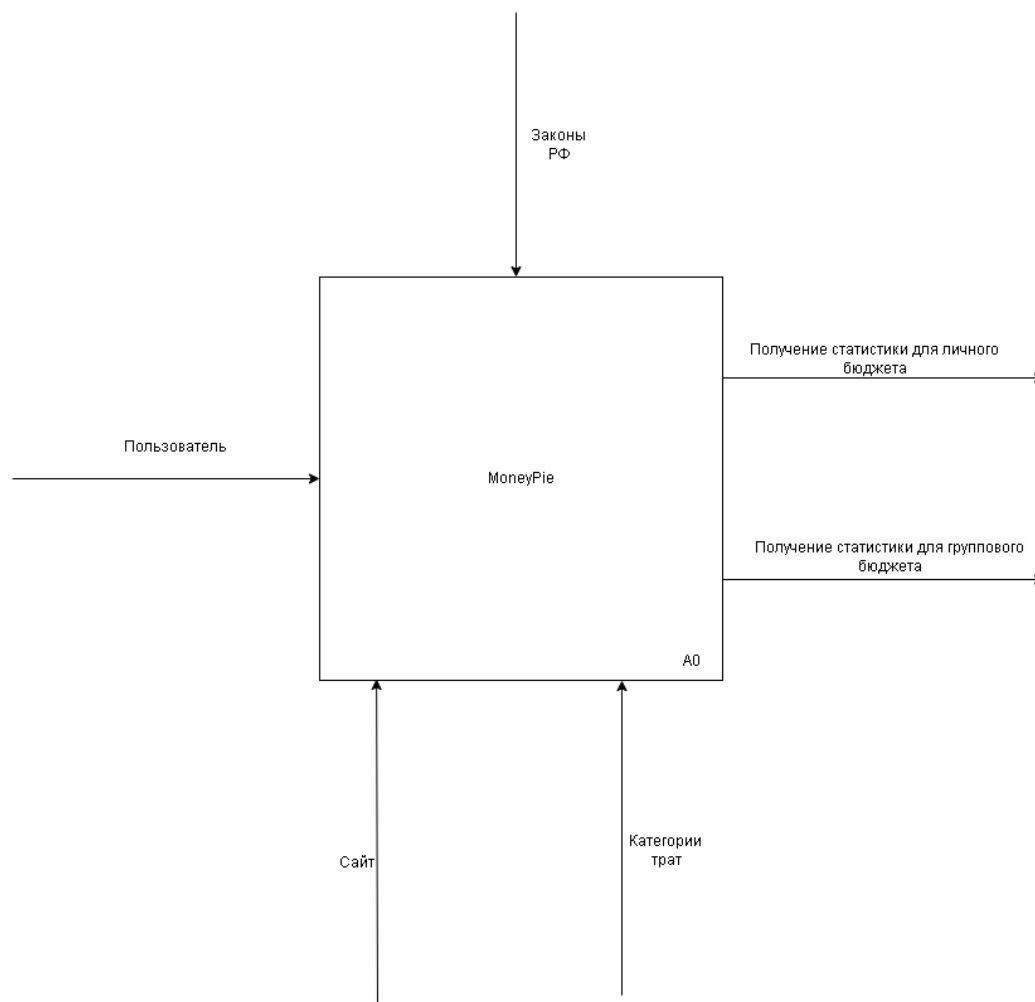 Законы
РФ
Получение статистики для личного
бюджета
Пользователь
MoneyPie
Получение статистики для группового
бюджета
A0
Сайт
Категории
трат